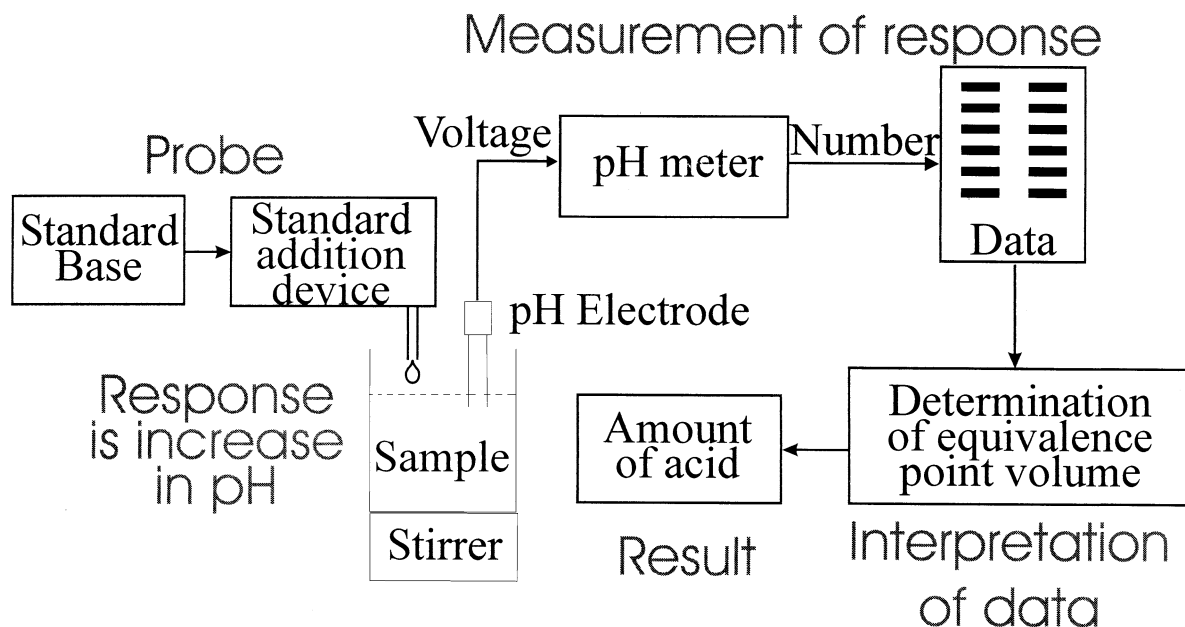 Measurement of response
Probe
Voltage
Number
pH meter
Data
Standard
Base
Standard
addition
device
pH Electrode
Response
is increase
in pH
Sample
Stirrer
Amount
of acid
Determination
of equivalence
point volume
Result
Interpretation
of data